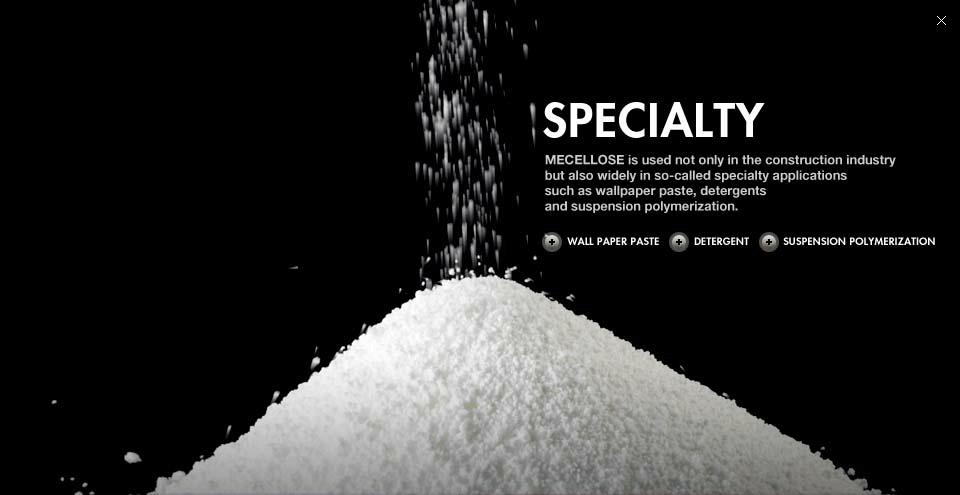 SPECIALTY
MECELLOSE is used not only in the construction industry
but also widely in so-called specialty applications
such as wallpaper paste, detergents
and suspension polymerization.
WALL PAPER PASTE DETERGENT SUSPENSION POLYMERIZATION